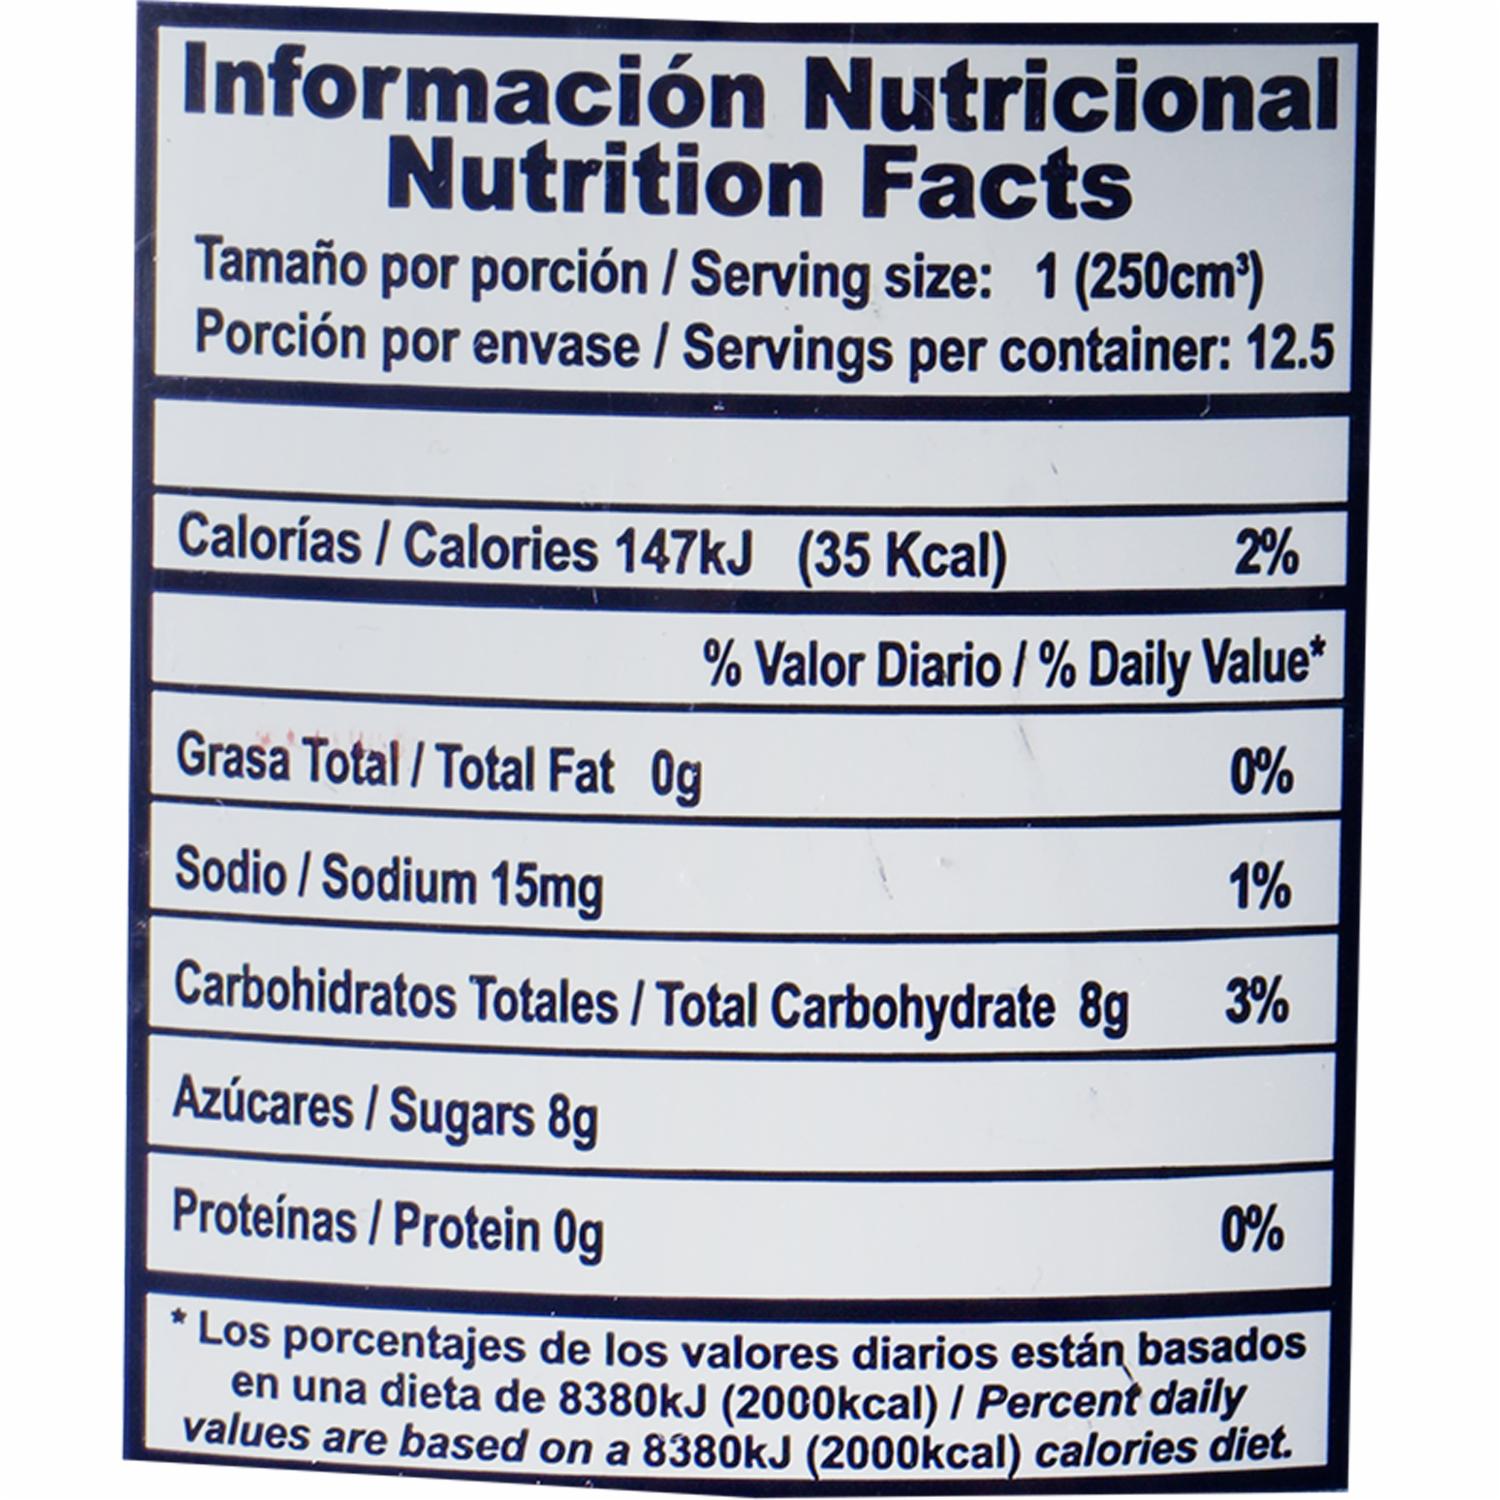 Información Nutricional
Nutrition Facts
Tamaño por porción / Serving size: 1 (250cm³)
Porción por envase / Servings per container: 12.5
Calorías / Calories 147kJ (35 Kcal) 2%
% Valor Diario / % Daily Value*
Grasa Total / Total Fat 0g 0%
Sodio / Sodium 15mg 1%
Carbohidratos Totales / Total Carbohydrate 8g 3%
Azúcares / Sugars 8g
Proteínas / Protein 0g 0%
* Los porcentajes de los valores diarios están basados
en una dieta de 8380kJ (2000kcal) / Percent daily
values are based on a 8380kJ (2000kcal) calories diet.